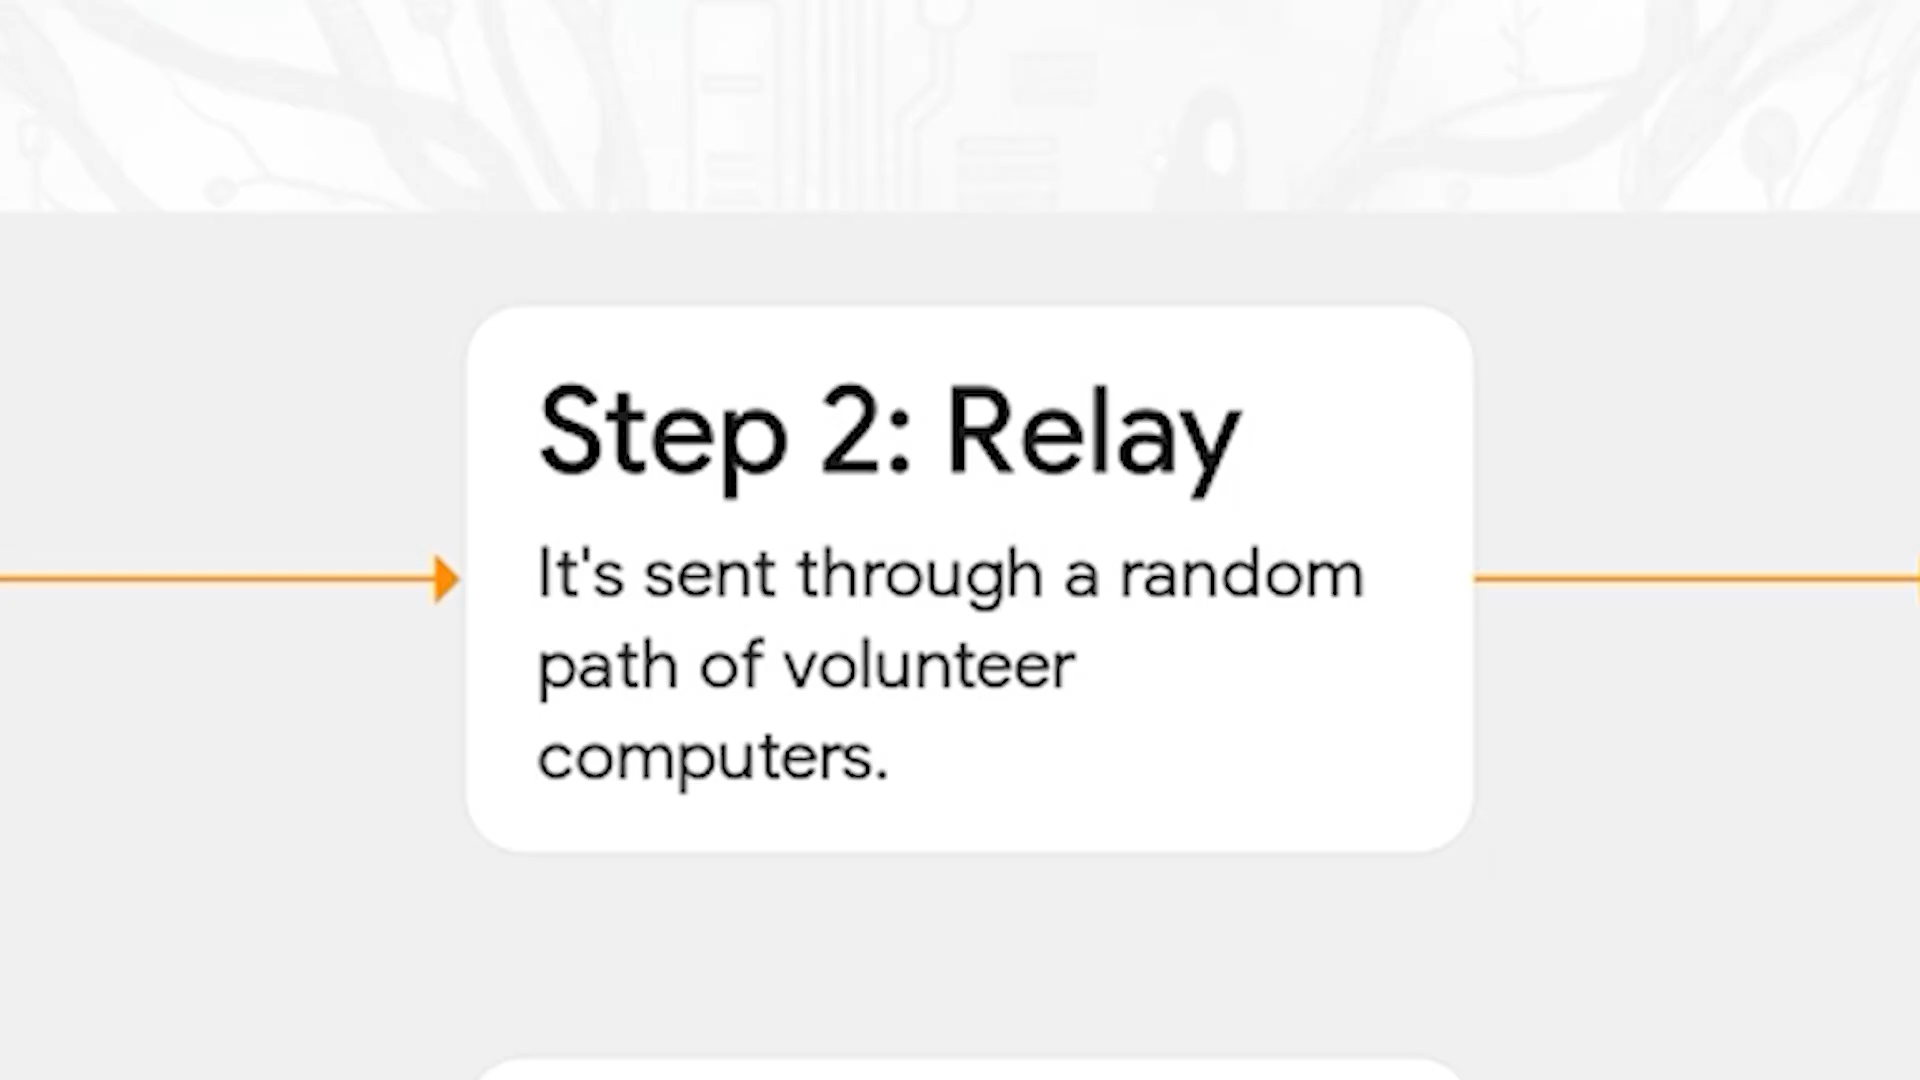 Step 2: Relay
It's sent through a random
path of volunteer
computers.